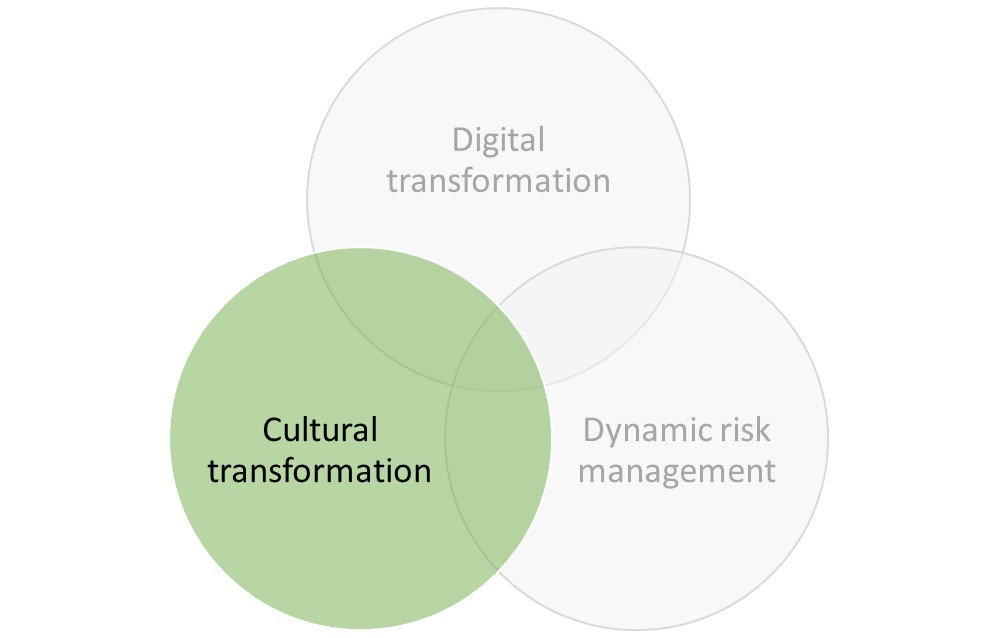 Digital
transformation
Cultural
transformation
Dynamic risk
management